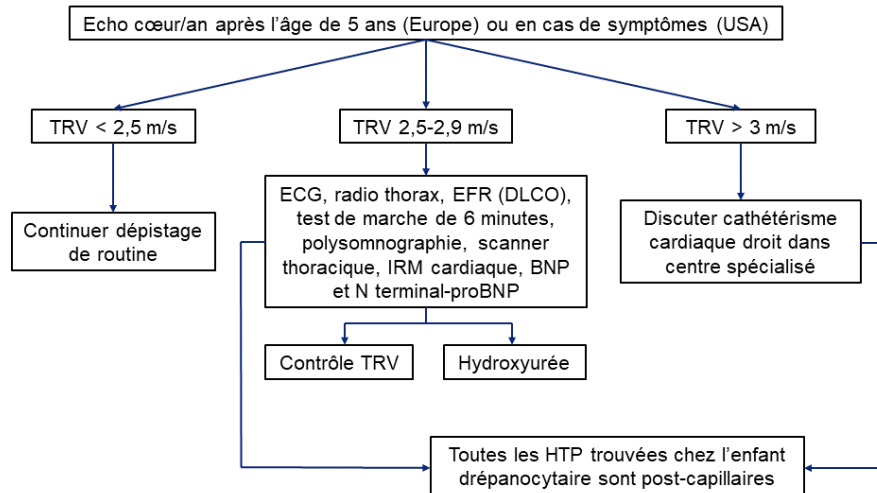 Echo cœur/an après l’âge de 5 ans (Europe) ou en cas de symptômes (USA)
TRV < 2,5 m/s
TRV 2,5-2,9 m/s
TRV > 3 m/s
ECG, radio thorax, EFR (DLCO),
test de marche de 6 minutes,
polysomnographie, scanner
thoracique, IRM cardiaque, BNP
et N terminal-proBNP
Continuer dépistage
de routine
Discuter cathétérisme
cardiaque droit dans
centre spécialisé
Contrôle TRV
Hydroxyurée
Toutes les HTP trouvées chez l’enfant
drépanocytaire sont post-capillaires